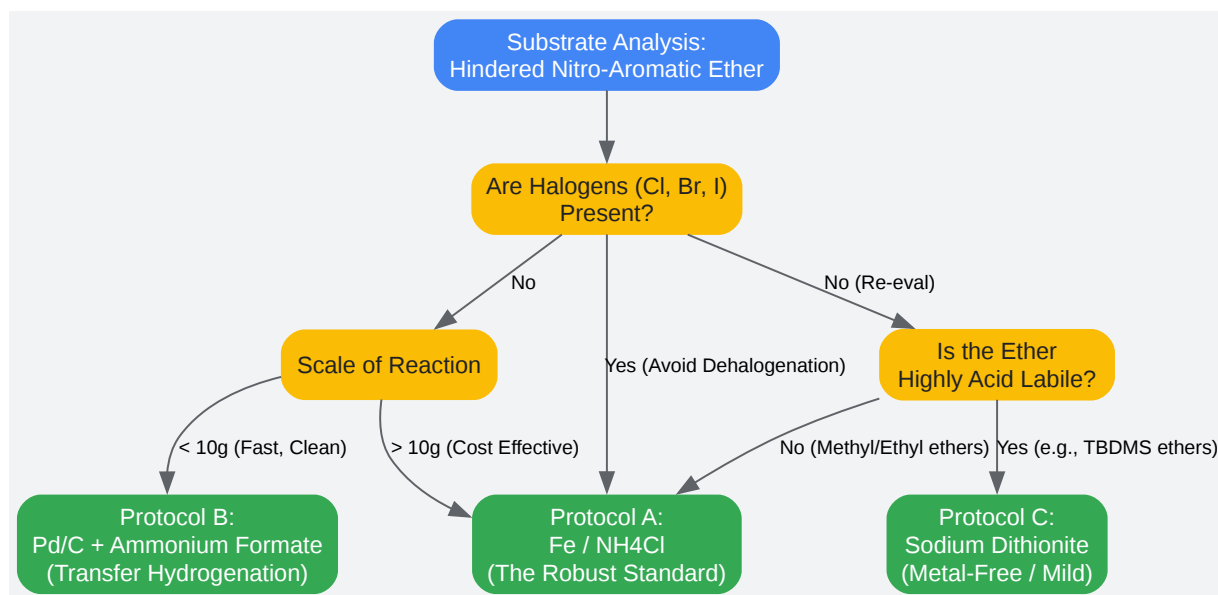 Substrate Analysis:
Hindered Nitro-Aromatic Ether
Are Halogens (Cl, Br, I)
Present?
No
No (Re-eval)
Scale of Reaction
Yes (Avoid Dehalogenation)
Is the Ether
Highly Acid Labile?
< 10g (Fast, Clean)
> 10g (Cost Effective)
No (Methyl/Ethyl ethers)
Yes (e.g., TBDMS ethers)
Protocol B:
Pd/C + Ammonium Formate
(Transfer Hydrogenation)
Protocol A:
Fe / NH4Cl
(The Robust Standard)
Protocol C:
Sodium Dithionite
(Metal-Free / Mild)